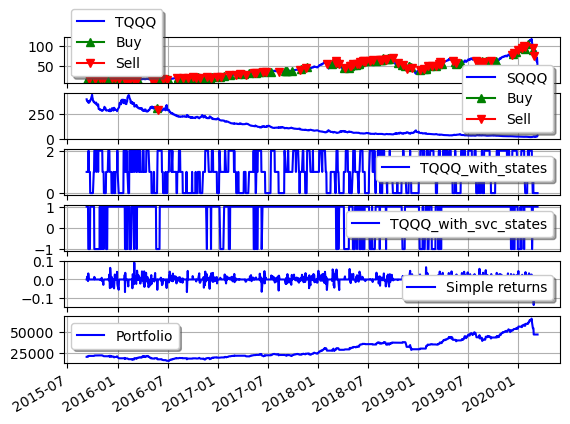 TQQQ
Buy
Sell
100
50
SQQQ
Buy
Sell
250
0
2
0
TQQQ_with_states
1
0
−1
TQQQ_with_svc_states
0.1
0.0
−0.1
Simple returns
50000
25000
Portfolio
2015-07
2016-01
2016-07
2017-01
2017-07
2018-01
2018-07
2019-01
2019-07
2020-01